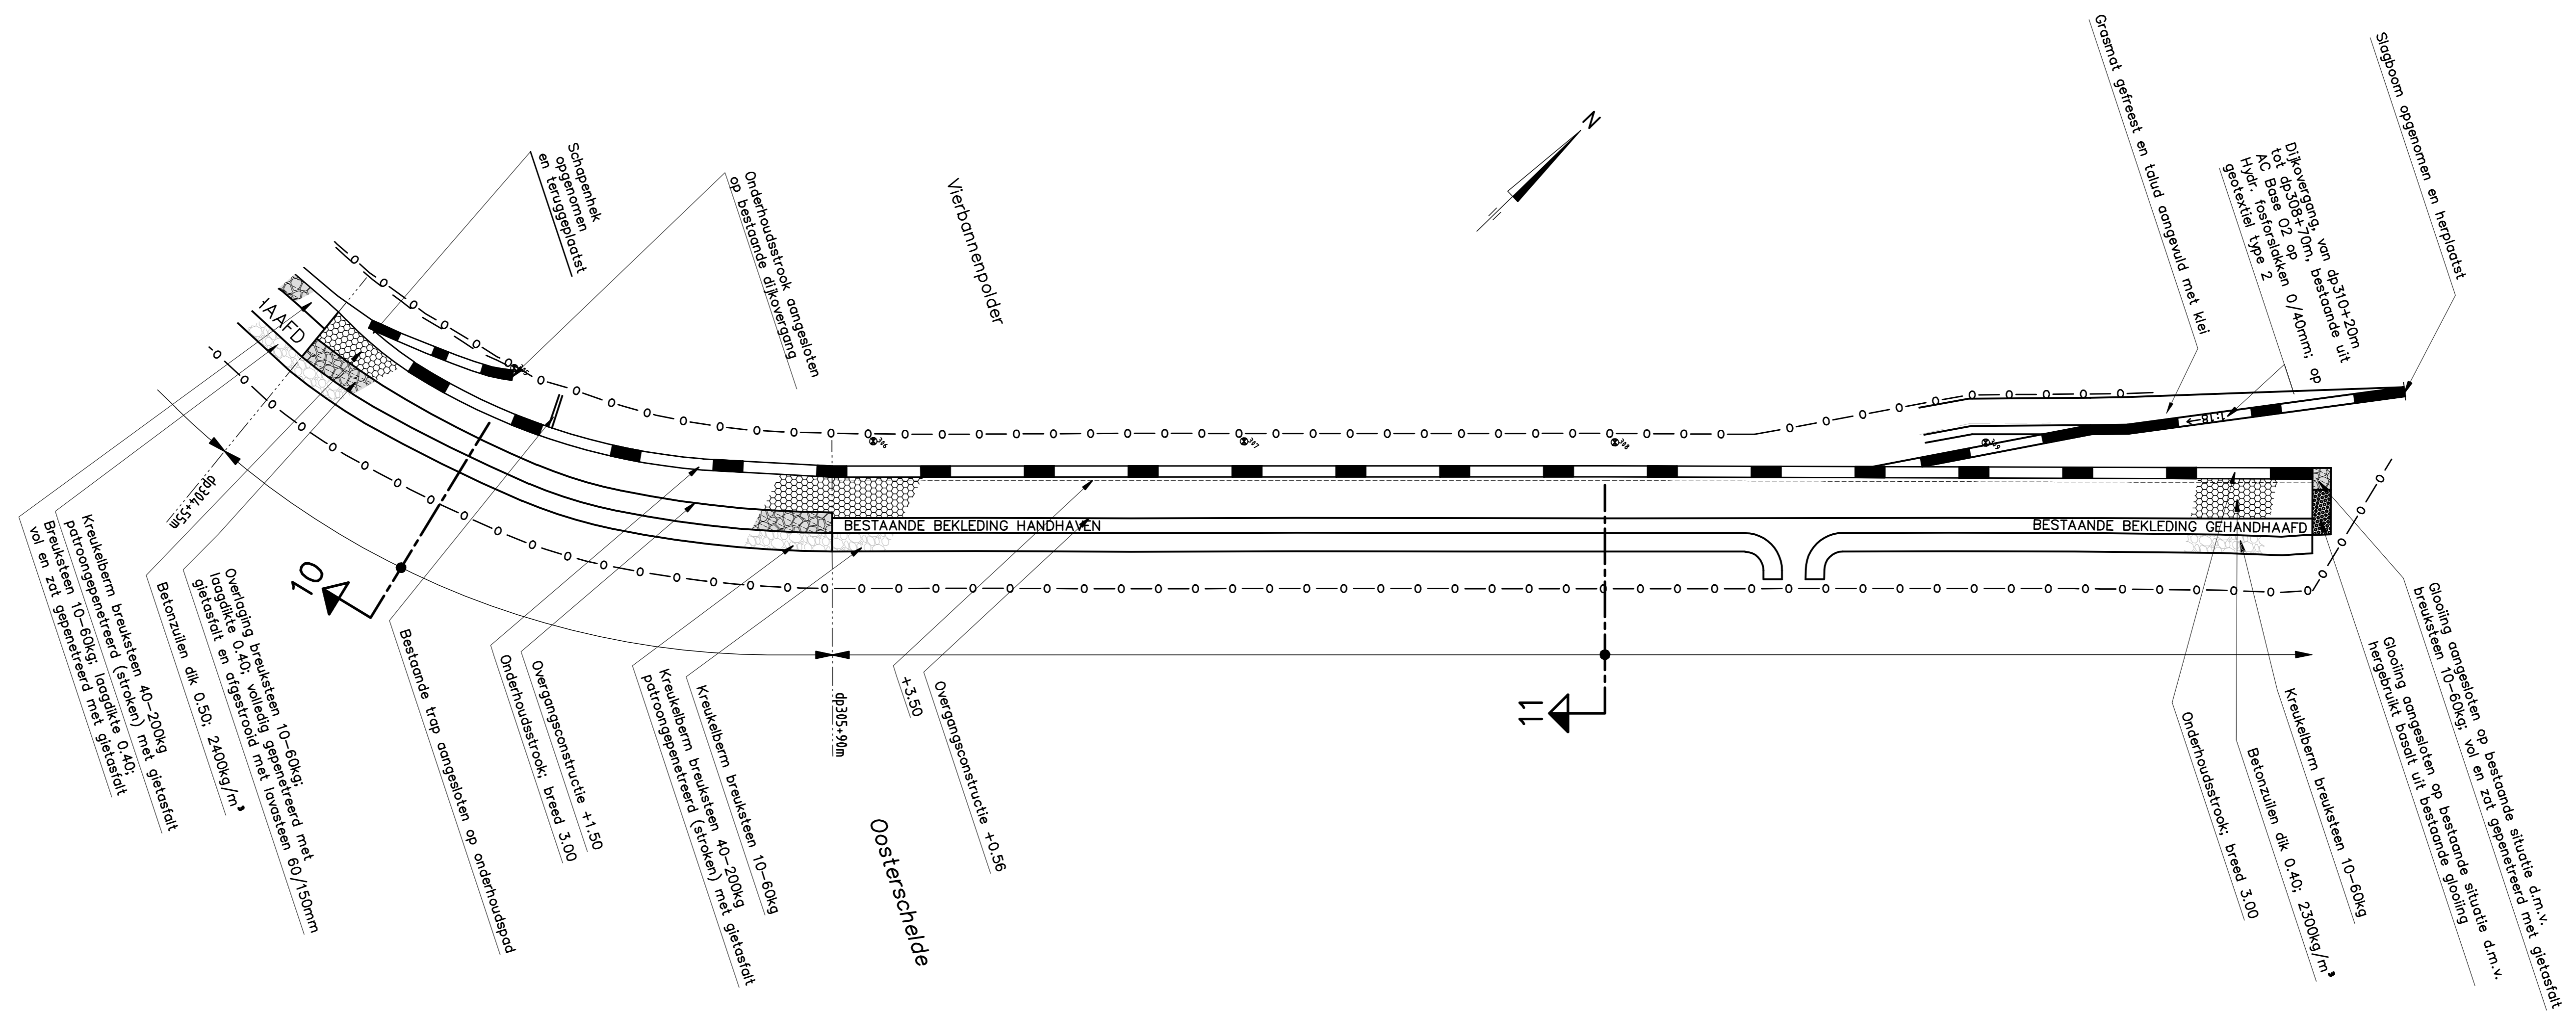 Slagboom opgenomen en herplaatst
Grasmat gefreest en talud aangevuld met klei
Dijkovergang, van dp310+20m
tot dp308+70m, bestaande uit
AC Base 02 op
Hydr. fosforslakken 0/40mm; op
geotextiel type 2
N
Schapenhek
opgenomen
en teruggeplaatst
Onderhoudsstrook aangesloten
op bestaande dijkovergang
Vierbannenpolder
HAAFD
386
387
388
389
1:18
BESTAANDE BEKLEDING HANDHAVEN
BESTAANDE BEKLEDING GEHANDHAAFD
dp304+55m
10
11
dp305+90m
Kreukelberm breuksteen 40-200kg
patroongepenetreerd (stroken) met gietasfalt
Breuksteen 10-60kg; laagdikte 0.40;
vol en zat gepenetreerd met gietasfalt
Betonzuilen dik 0.50; 2400kg/m³
Overlaging breuksteen 10-60kg;
laagdikte 0.40; volledig gepenetreerd met
gietasfalt en afgestrooid met lavasteen 60/150mm
Bestaande trap aangesloten op onderhoudspad
Overgangsconstructie +1.50
Onderhoudsstrook; breed 3.00
Kreukelberm breuksteen 10-60kg
Kreukelberm breuksteen 40-200kg
patroongepenetreerd (stroken) met gietasfalt
+3.50
Overgangsconstructie +0.56
Oosterschelde
Onderhoudsstrook; breed 3.00
Betonzuilen dik 0.40; 2300kg/m³
Kreukelberm breuksteen 10-60kg
Glooiing aangesloten op bestaande situatie d.m.v.
hergebruikt basalt uit bestaande glooiing
Glooiing aangesloten op bestaande situatie d.m.v.
breuksteen 10-60kg; vol en zat gepenetreerd met gietasfalt